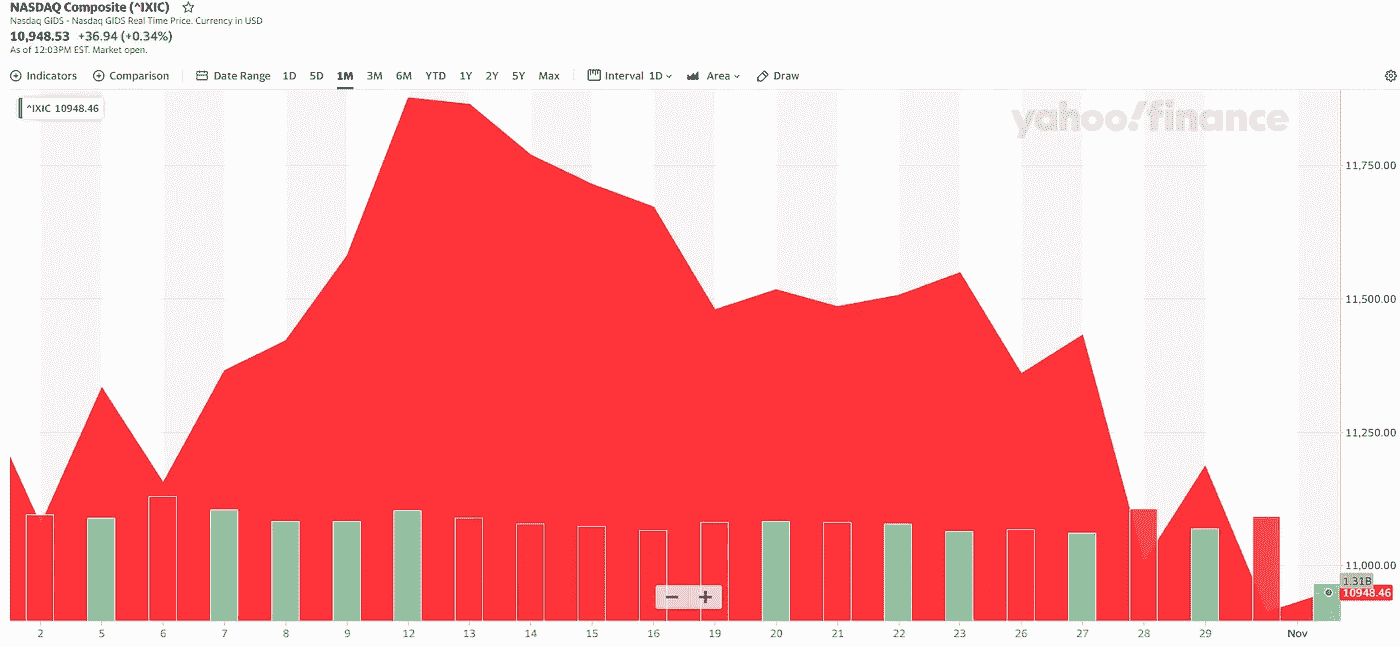 NASDAQ Composite (^IXIC)
Nasdaq GIDS - Nasdaq GIDS Real Time Price. Currency in USD
10,948.53 +36.94 (+0.34%)
As of 12:03PM EST. Market open.
Indicators Comparison Date Range 1D 5D 1M 3M 6M YTD 1Y 2Y 5Y Max Interval 1D Area Draw
^IXIC 10948.46
yahoo!finance
11,750.00
11,500.00
11,250.00
11,000.00
1.31B
10948.46
2 5 6 7 8 9 12 13 14 15 16 19 20 21 22 23 26 27 28 29 Nov